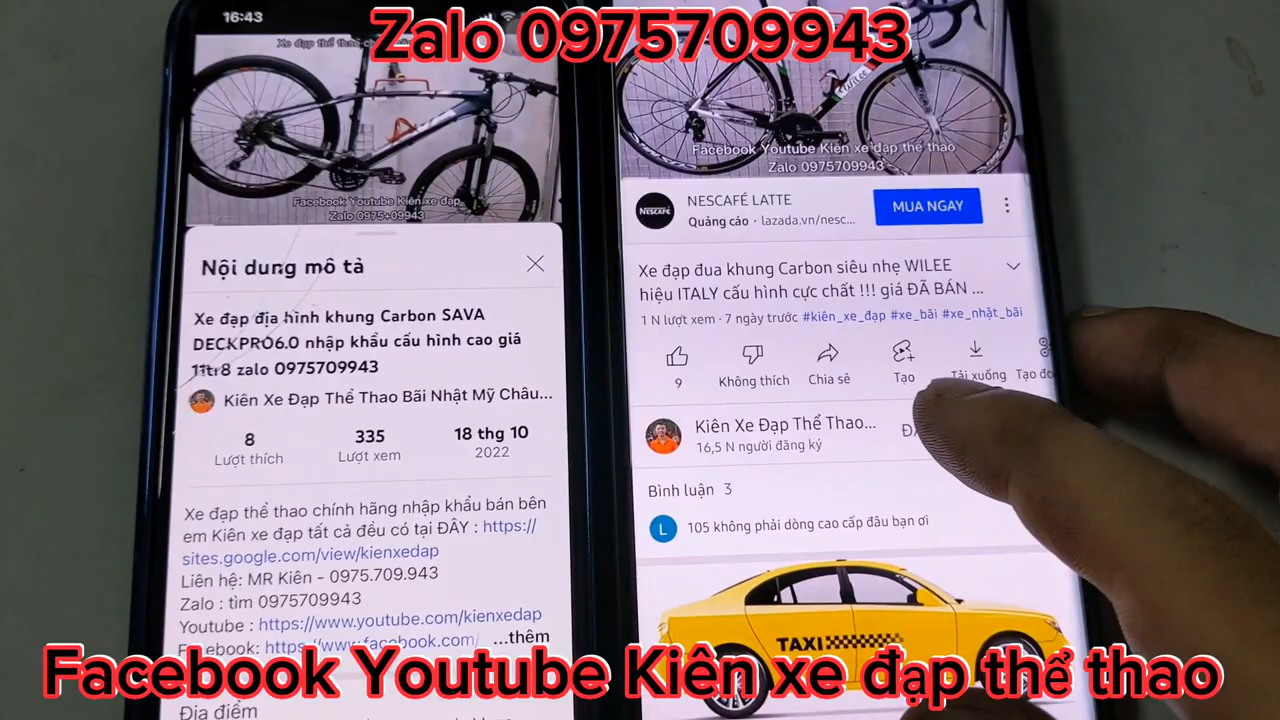 Zalo 0975709943
16:43
Xe đạp thể thao
Facebook Youtube Kiên xe đạp
Zalo 0975+09943
Nội dung mô tả
Xe đạp địa hình khung Carbon SAVA
DECKPRO6.0 nhập khẩu cấu hình cao giá
11tr8 zalo 0975709943
Kiên Xe Đạp Thể Thao Bãi Nhật Mỹ Châu...
8
Lượt thích
335
Lượt xem
18 thg 10
2022
Xe đạp thể thao chính hãng nhập khẩu bán bên
em Kiên xe đạp tất cả đều có tại ĐÂY : https://
sites.google.com/view/kienxedap
Liên hệ: MR Kiên - 0975.709.943
Zalo : tìm 0975709943
Youtube : https://www.youtube.com/kienxedap
Facebook: https://www.facebook.com/ ...thêm
Địa điểm
WILEE
Facebook Youtube Kiên xe đạp thể thao
Zalo 0975709943
NESCAFÉ
NESCAFÉ LATTE
Quảng cáo · lazada.vn/nesc...
MUA NGAY
Xe đạp đua khung Carbon siêu nhẹ WILEE
hiệu ITALY cấu hình cực chất !!! giá ĐÃ BÁN ...
1 N lượt xem · 7 ngày trước #kiên_xe_đạp #xe_bãi #xe_nhật_bãi
9
Không thích
Chia sẻ
Tạo
Tải xuống
Tạo đo
Kiên Xe Đạp Thể Thao...
16,5 N người đăng ký
Bình luận 3
L
105 không phải dòng cao cấp đâu bạn ơi
TAXI
Facebook Youtube Kiên xe đạp thể thao